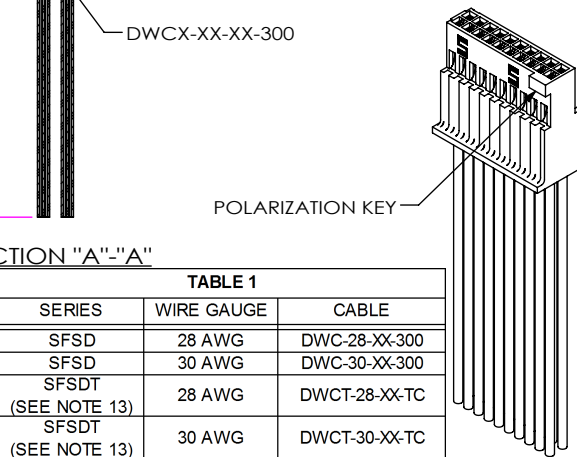 DWCX-XX-XX-300
POLARIZATION KEY
CTION "A"-"A"
TABLE 1
SERIES WIRE GAUGE CABLE
SFSD 28 AWG DWC-28-XX-300
SFSD 30 AWG DWC-30-XX-300
SFSDT
(SEE NOTE 13) 28 AWG DWCT-28-XX-TC
SFSDT
(SEE NOTE 13) 30 AWG DWCT-30-XX-TC